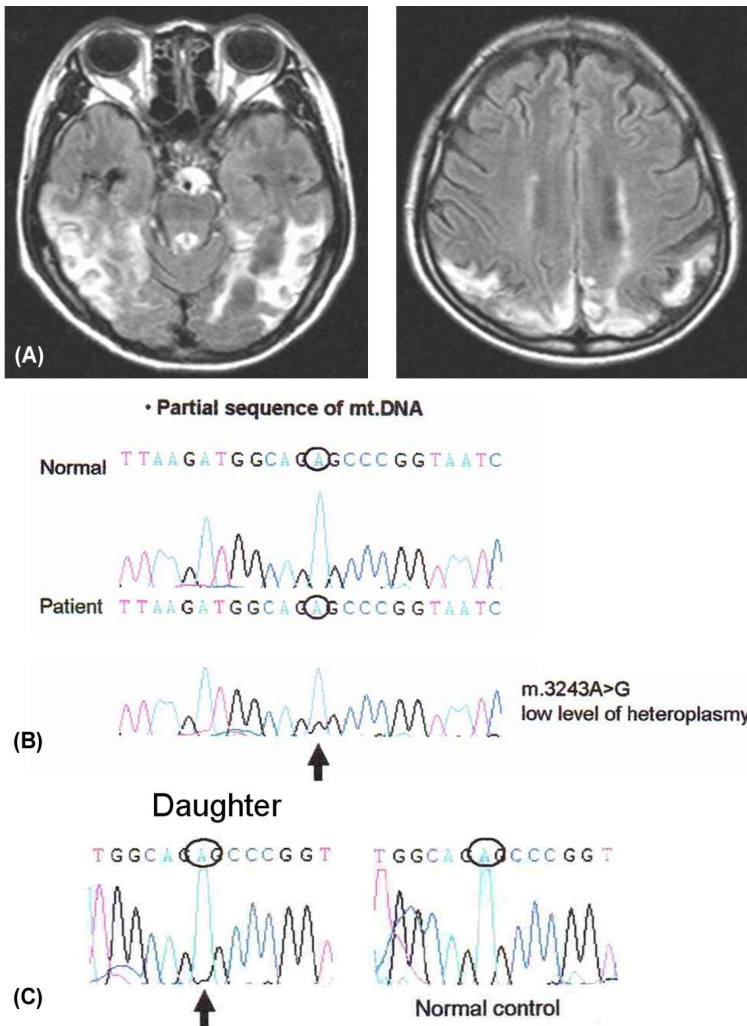 (A)
• Partial sequence of mt.DNA
Normal
TTAAGATGGCAGAGCCCGGTAATC
Patient
TTAAGATGGCAGAGCCCGGTAATC
m.3243A>G
low level of heteroplasmy
(B)
Daughter
TGGCAGAGCCCGGT
TGGCAGAGCCCGGT
(C)
Normal control